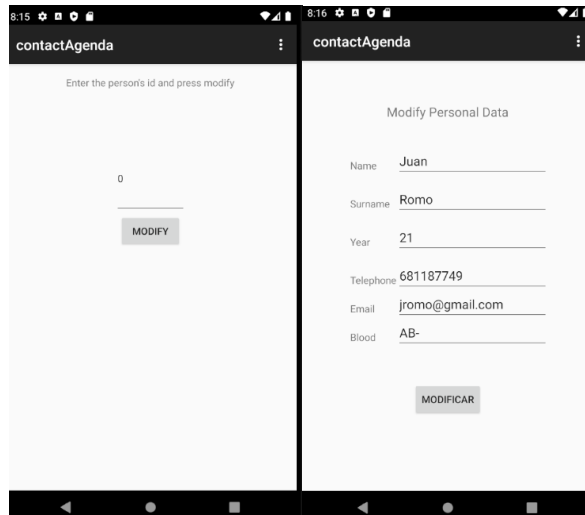 8:15
contactAgenda
Enter the person's id and press modify
0
MODIFY
8:16
contactAgenda
Modify Personal Data
Name Juan
Surname Romo
Year 21
Telephone 681187749
Email jromo@gmail.com
Blood AB-
MODIFICAR